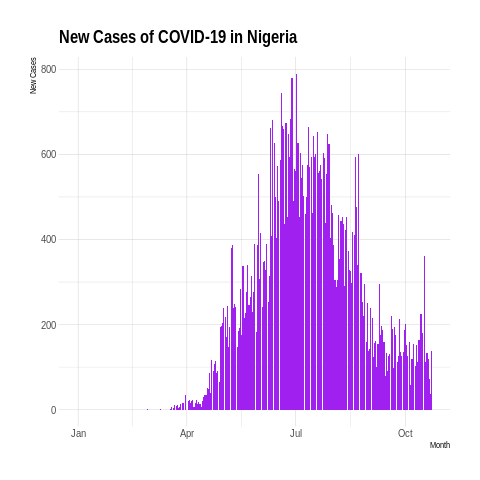 New Cases of COVID-19 in Nigeria
New Cases
800
600
400
200
0
Jan Apr Jul Oct
Month